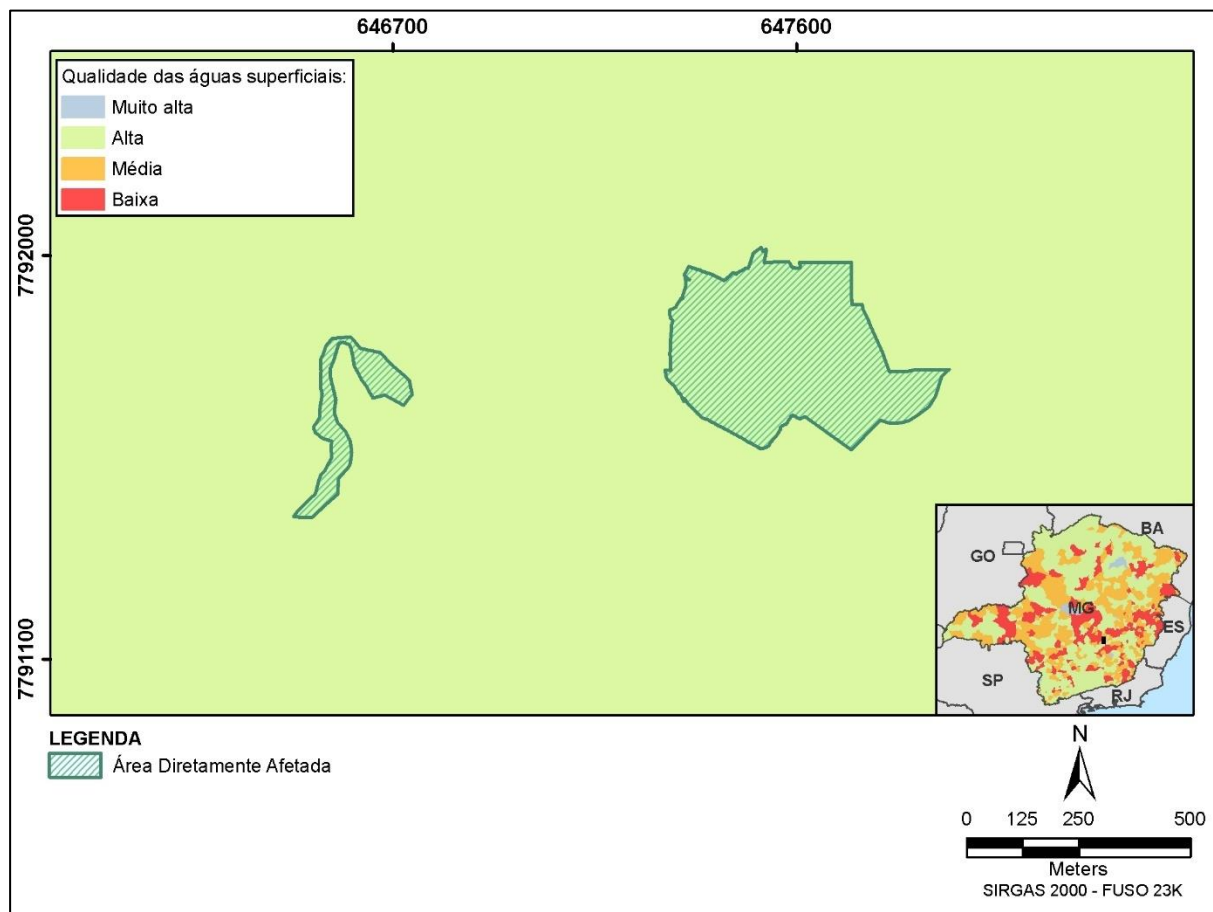 646700
647600
Qualidade das águas superficiais:
Muito alta
Alta
Média
Baixa
7792000
7791100
BA
GO
MG
ES
SP
RJ
LEGENDA
Área Diretamente Afetada
N
0 125 250 500
Meters
SIRGAS 2000 - FUSO 23K